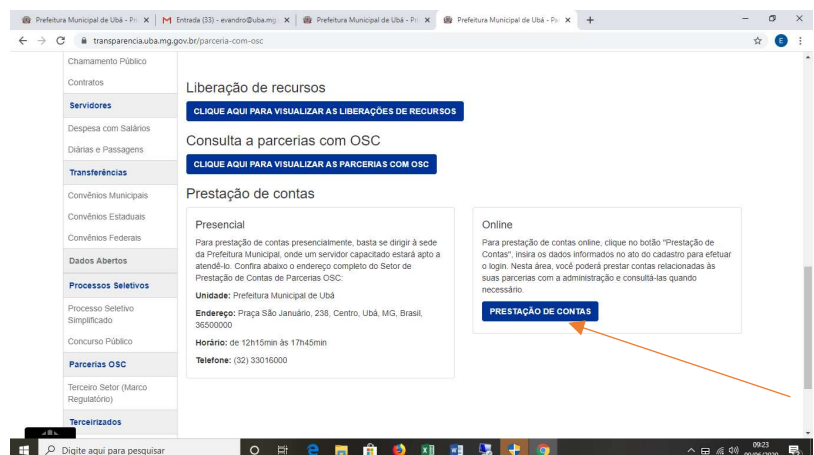 Prefeitura Municipal de Ubá - Pri
Entrada (33) - evandro@uba.mg.
Prefeitura Municipal de Ubá - Pri
Prefeitura Municipal de Ubá - Par
transparencia.uba.mg.gov.br/parceria-com-osc
E
Chamamento Público
Contratos
Servidores
Despesa com Salários
Diárias e Passagens
Transferências
Convênios Municipais
Convênios Estaduais
Convênios Federais
Dados Abertos
Processos Seletivos
Processo Seletivo
Simplificado
Concurso Público
Parcerias OSC
Terceiro Setor (Marco
Regulatório)
Terceirizados
Liberação de recursos
CLIQUE AQUI PARA VISUALIZAR AS LIBERAÇÕES DE RECURSOS
Consulta a parcerias com OSC
CLIQUE AQUI PARA VISUALIZAR AS PARCERIAS COM OSC
Prestação de contas
Presencial
Para prestação de contas presencialmente, basta se dirigir à sede
da Prefeitura Municipal, onde um servidor capacitado estará apto a
atendê-lo. Confira abaixo o endereço completo do Setor de
Prestação de Contas de Parcerias OSC:
Unidade: Prefeitura Municipal de Ubá
Endereço: Praça São Januário, 238, Centro, Ubá, MG, Brasil,
36500000
Horário: de 12h15min às 17h45min
Telefone: (32) 33016000
Online
Para prestação de contas online, clique no botão "Prestação de
Contas", insira os dados informados no ato do cadastro para efetuar
o login. Nesta área, você poderá prestar contas relacionadas às
suas parcerias com a administração e consultá-las quando
necessário.
PRESTAÇÃO DE CONTAS
Digite aqui para pesquisar
09:23